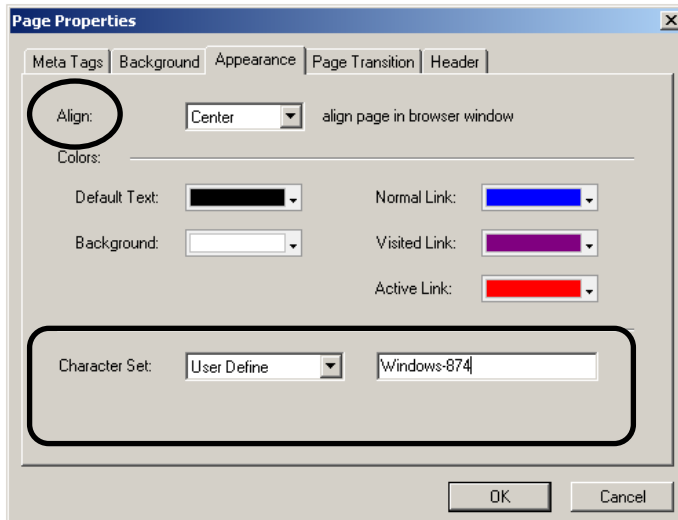 Page Properties
Meta Tags Background Appearance Page Transition Header
Align: Center align page in browser window
Colors:
Default Text: Normal Link:
Background: Visited Link:
Active Link:
Character Set: User Define Windows-874
OK Cancel